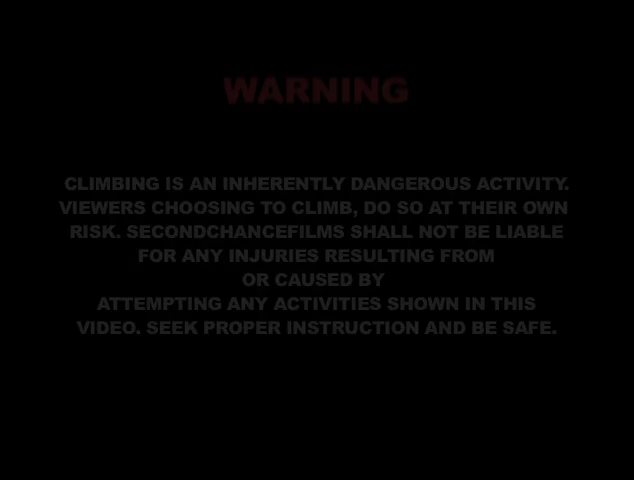 WARNING
CLIMBING IS AN INHERENTLY DANGEROUS ACTIVITY.
VIEWERS CHOOSING TO CLIMB, DO SO AT THEIR OWN
RISK. SECONDCHANCEFILMS SHALL NOT BE LIABLE
FOR ANY INJURIES RESULTING FROM
OR CAUSED BY
ATTEMPTING ANY ACTIVITIES SHOWN IN THIS
VIDEO. SEEK PROPER INSTRUCTION AND BE SAFE.